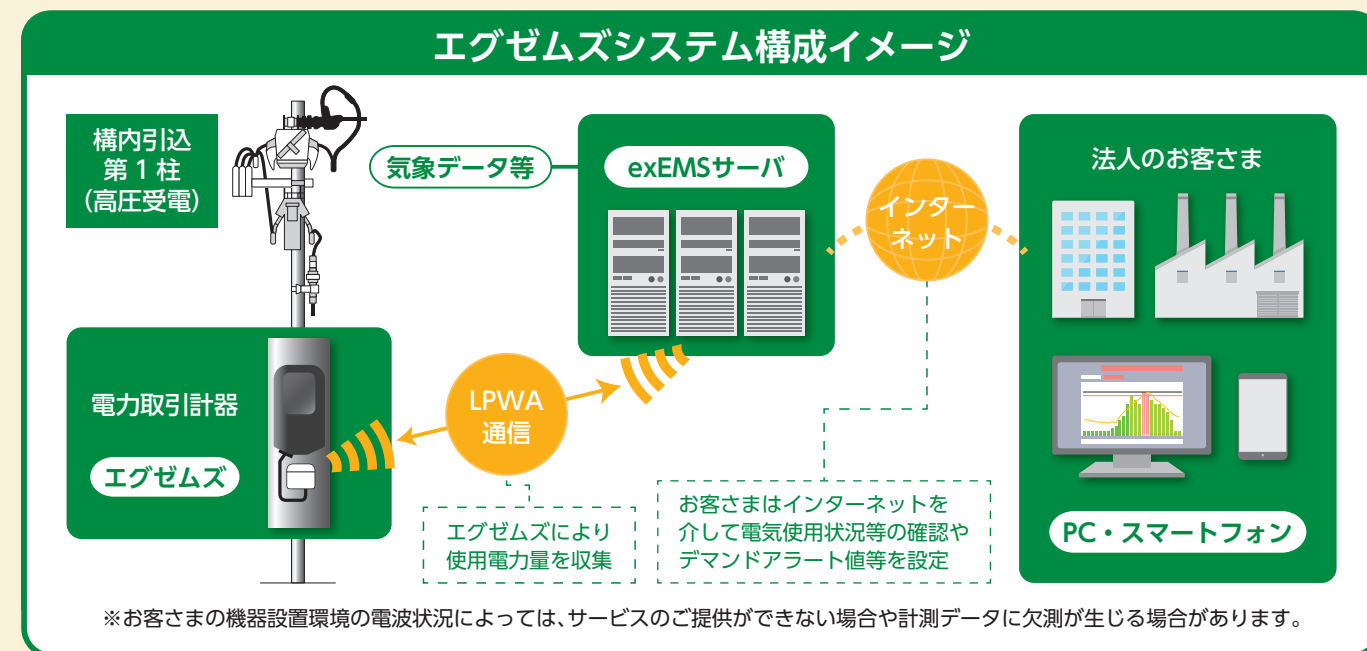 エグゼムズシステム構成イメージ
構内引込
第1柱
(高圧受電)
気象データ等
exEMSサーバ
インター
ネット
法人のお客さま
電力取引計器
エグゼムズ
LPWA
通信
エグゼムズにより
使用電力量を収集
お客さまはインターネットを
介して電気使用状況等の確認や
デマンドアラート値等を設定
PC・スマートフォン
※お客さまの機器設置環境の電波状況によっては、サービスのご提供ができない場合や計測データに欠測が生じる場合があります。